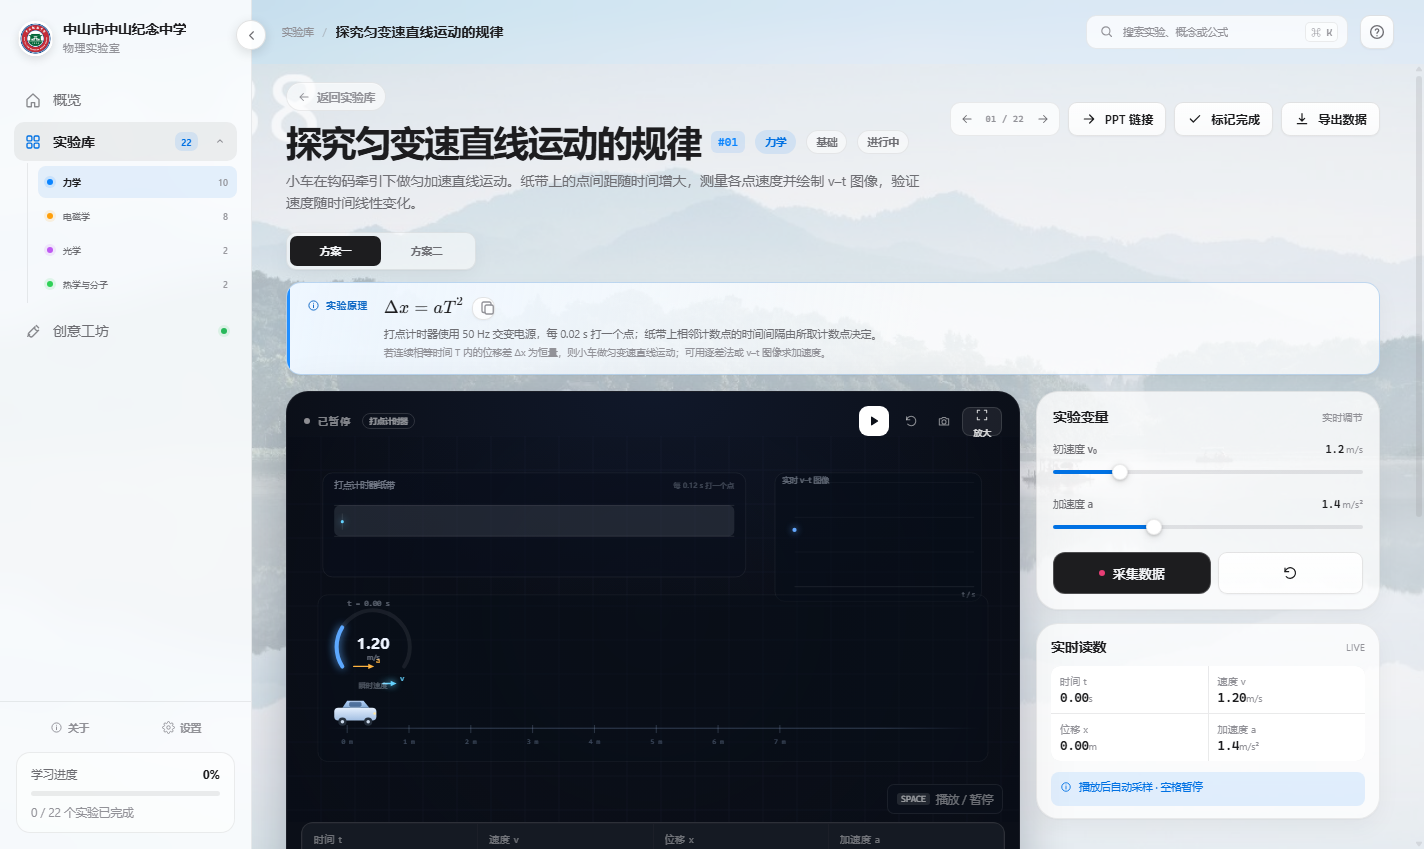 中山市中山纪念中学
物理实验室
概览
实验库 22
力学 10
电磁学 8
光学 2
热学与分子 2
创意工坊
关于 设置
学习进度 0%
0 / 22 个实验已完成
实验库 / 探究匀变速直线运动的规律
搜索实验、概念或公式 ⌘ K
← 返回实验库
← 01 / 22 →
→ PPT 链接
标记完成
导出数据
探究匀变速直线运动的规律 #01 力学 基础 进行中
小车在钩码牵引下做匀加速直线运动。纸带上的点间距随时间增大，测量各点速度并绘制 v–t 图像，验证
速度随时间线性变化。
方案一 方案二
实验原理 Δx = aT²
打点计时器使用 50 Hz 交变电源，每 0.02 s 打一个点；纸带上相邻计数点的时间间隔由所取计数点决定。
若连续相等时间 T 内的位移差 Δx 为恒量，则小车做匀变速直线运动；可用逐差法或 v–t 图像求加速度。
已暂停 打点计时器
放大
打点计时器纸带 每 0.12 s 打一个点
实时 v–t 图像
t / s
t = 0.00 s
1.20
m/s
a
瞬时速度
v
0 m 1 m 2 m 3 m 4 m 5 m 6 m 7 m
SPACE 播放 / 暂停
时间 t 速度 v 位移 x 加速度 a
实验变量 实时调节
初速度 v₀ 1.2 m/s
加速度 a 1.4 m/s²
采集数据
实时读数 LIVE
时间 t
0.00s
速度 v
1.20m/s
位移 x
0.00m
加速度 a
1.4m/s²
播放后自动采样 · 空格暂停